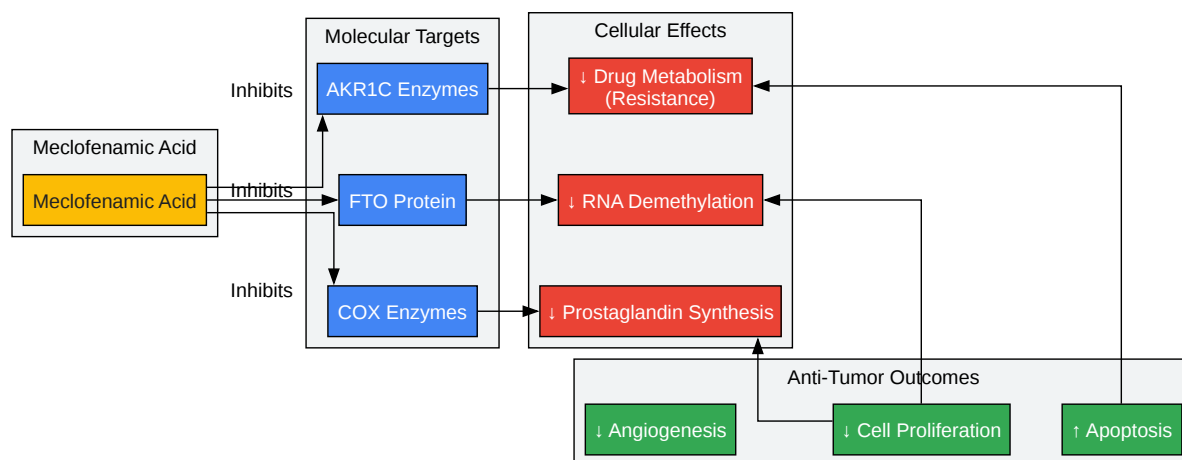 Molecular Targets
Cellular Effects
Inhibits
AKR1C Enzymes
↓ Drug Metabolism
(Resistance)
Meclofenamic Acid
Meclofenamic Acid
Inhibits
FTO Protein
↓ RNA Demethylation
Inhibits
COX Enzymes
↓ Prostaglandin Synthesis
Anti-Tumor Outcomes
↓ Angiogenesis
↓ Cell Proliferation
↑ Apoptosis